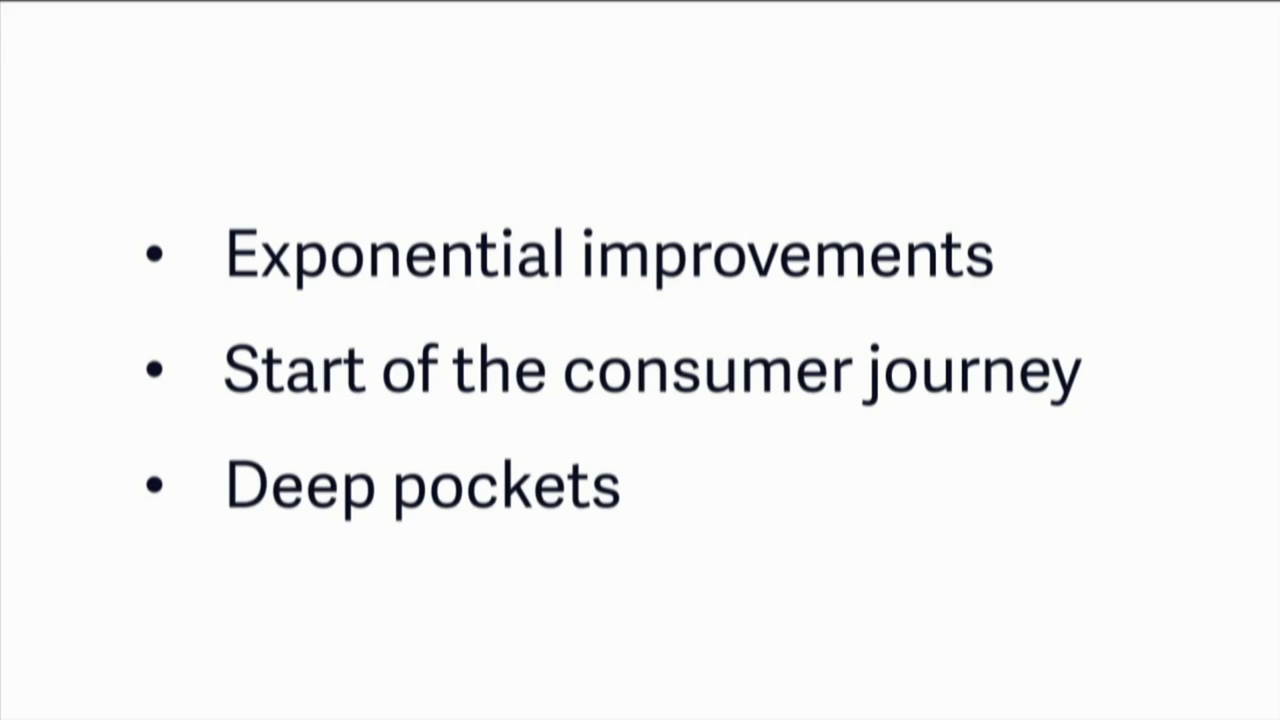 • Exponential improvements
• Start of the consumer journey
• Deep pockets